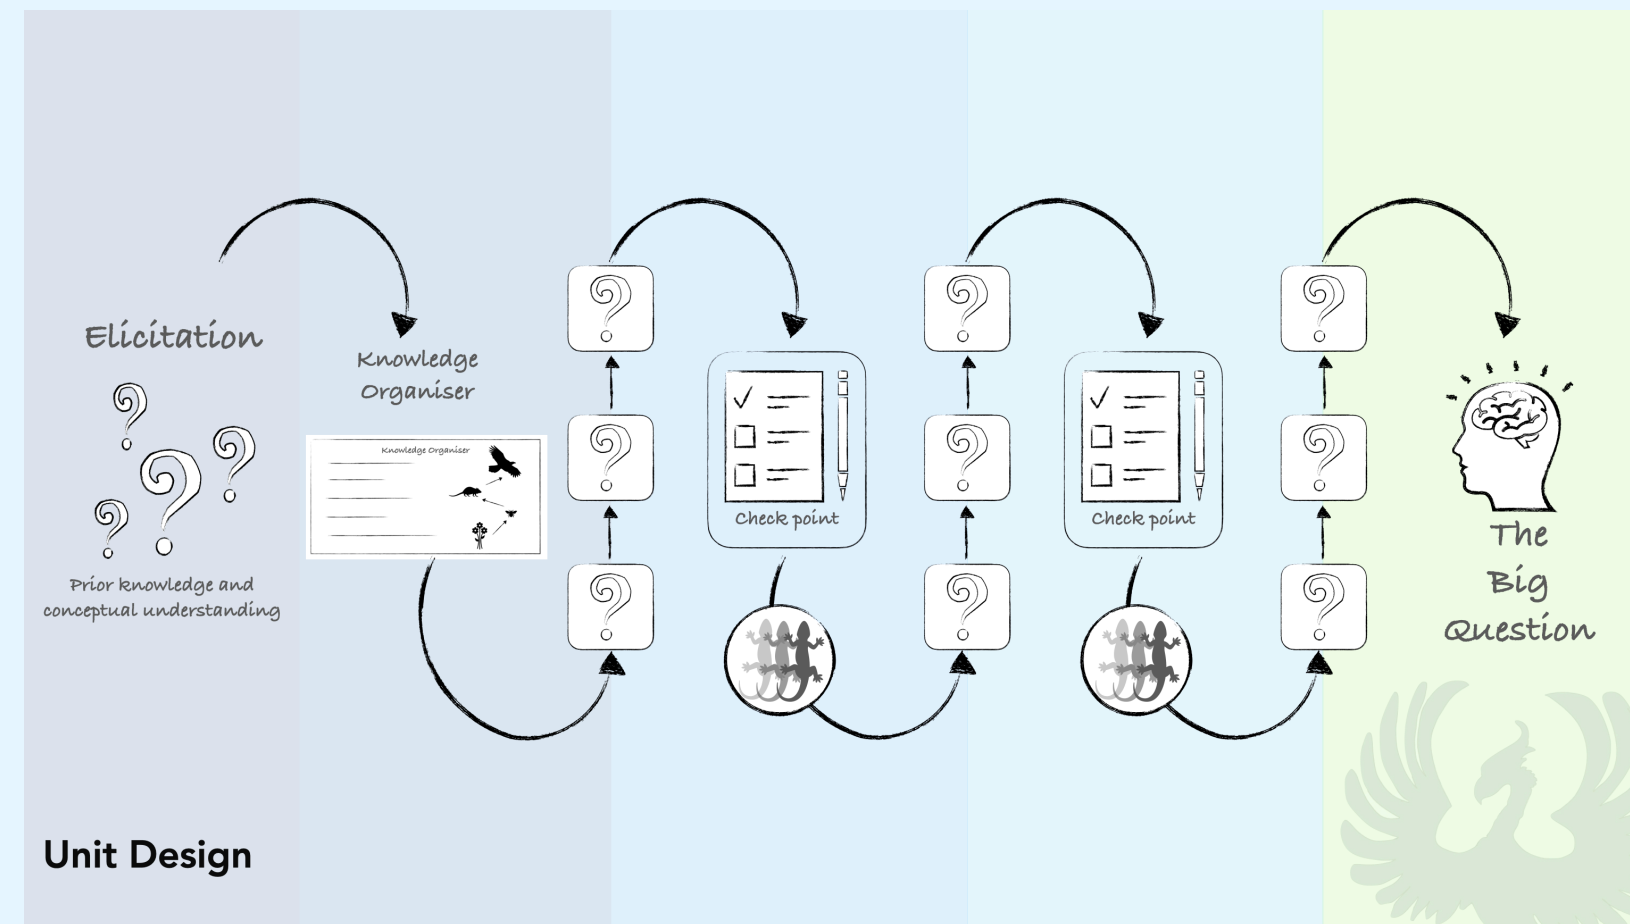 Elicitation
Prior knowledge and
conceptual understanding
Knowledge
Organiser
Knowledge Organiser
Check point
Check point
The
Big
Question
Unit Design